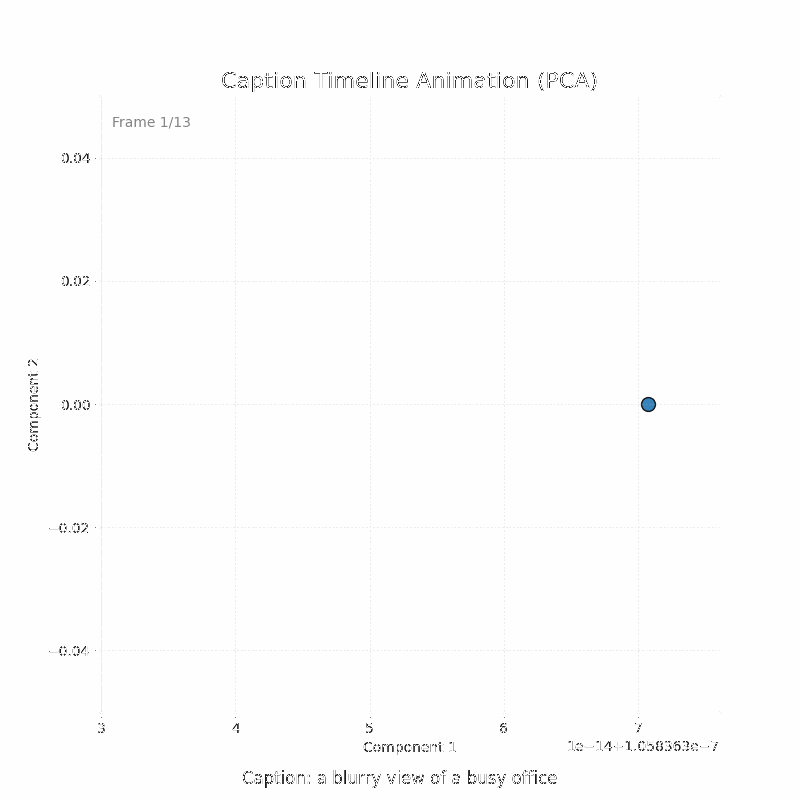 Caption Timeline Animation (PCA)
Frame 1/13
0.04
0.02
0.00
−0.02
−0.04
Component 2
3 4 5 6 7
Component 1
1e−14+1.058363e−7
Caption: a blurry view of a busy office